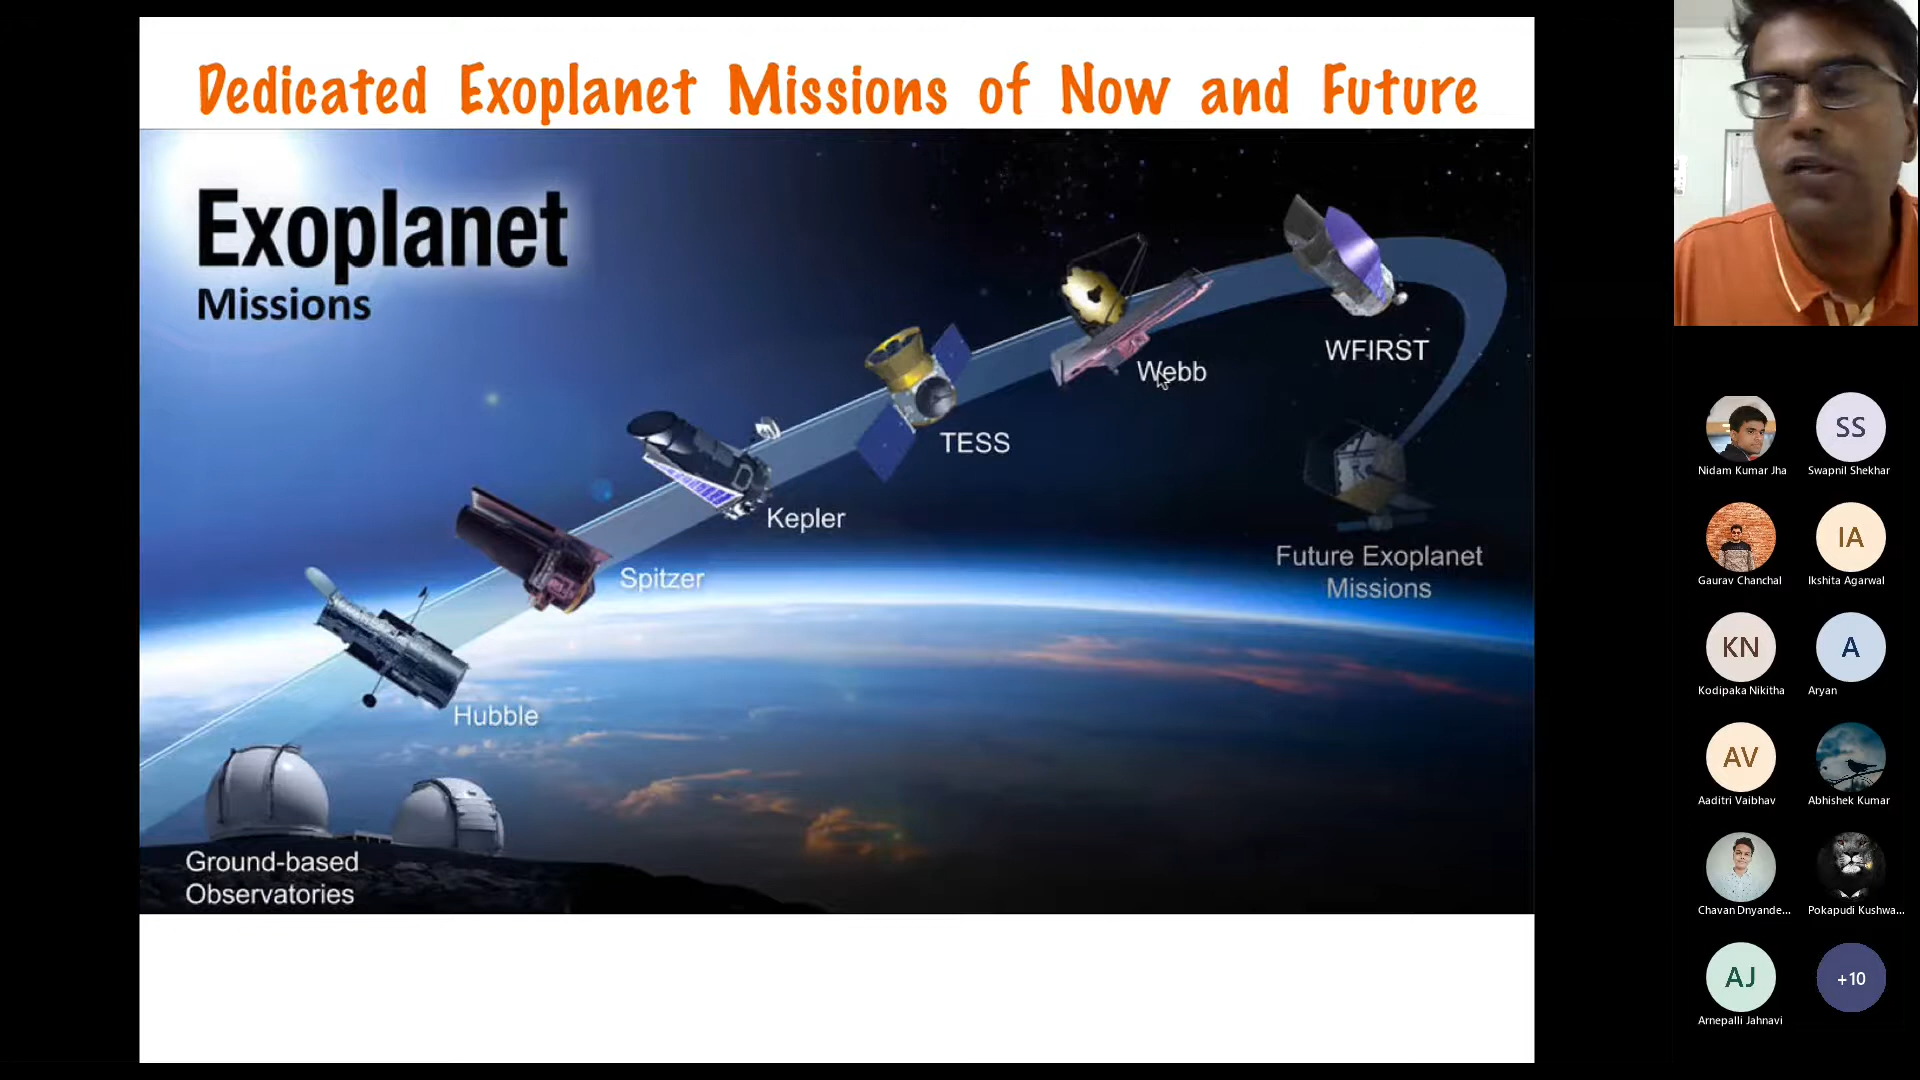 Dedicated Exoplanet Missions of Now and Future
Exoplanet
Missions
WFIRST
Webb
TESS
Kepler
Future Exoplanet
Missions
Spitzer
Hubble
Ground-based
Observatories
Nidam Kumar Jha
SS
Swapnil Shekhar
Gaurav Chanchal
IA
Ikshita Agarwal
KN
Kodipaka Nikitha
A
Aryan
AV
Aaditri Vaibhav
Abhishek Kumar
Chavan Dnyande...
Pokapudi Kushwa...
AJ
Arnepalli Jahnavi
+10